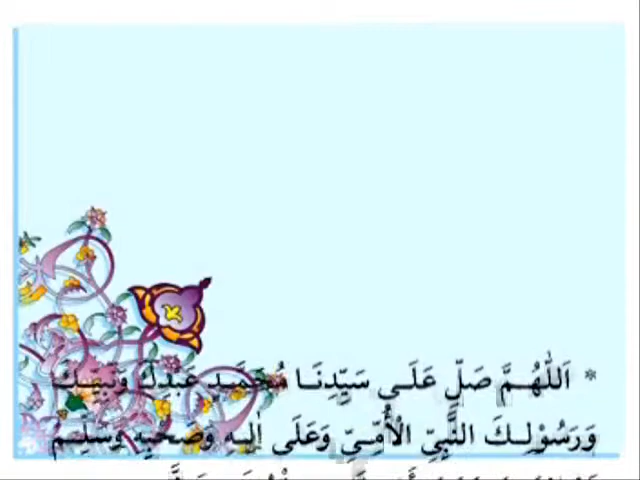 * اَللّٰهُمَّ صَلِّ عَلَى سَيِّدِنَا مُحَمَّدٍ عَبْدِكَ وَنَبِيِّكَ
وَرَسُوْلِكَ النَّبِيِّ الْأُمِّيِّ وَعَلَى اٰلِهِ وَصَحْبِهِ وَسَلِّمْ